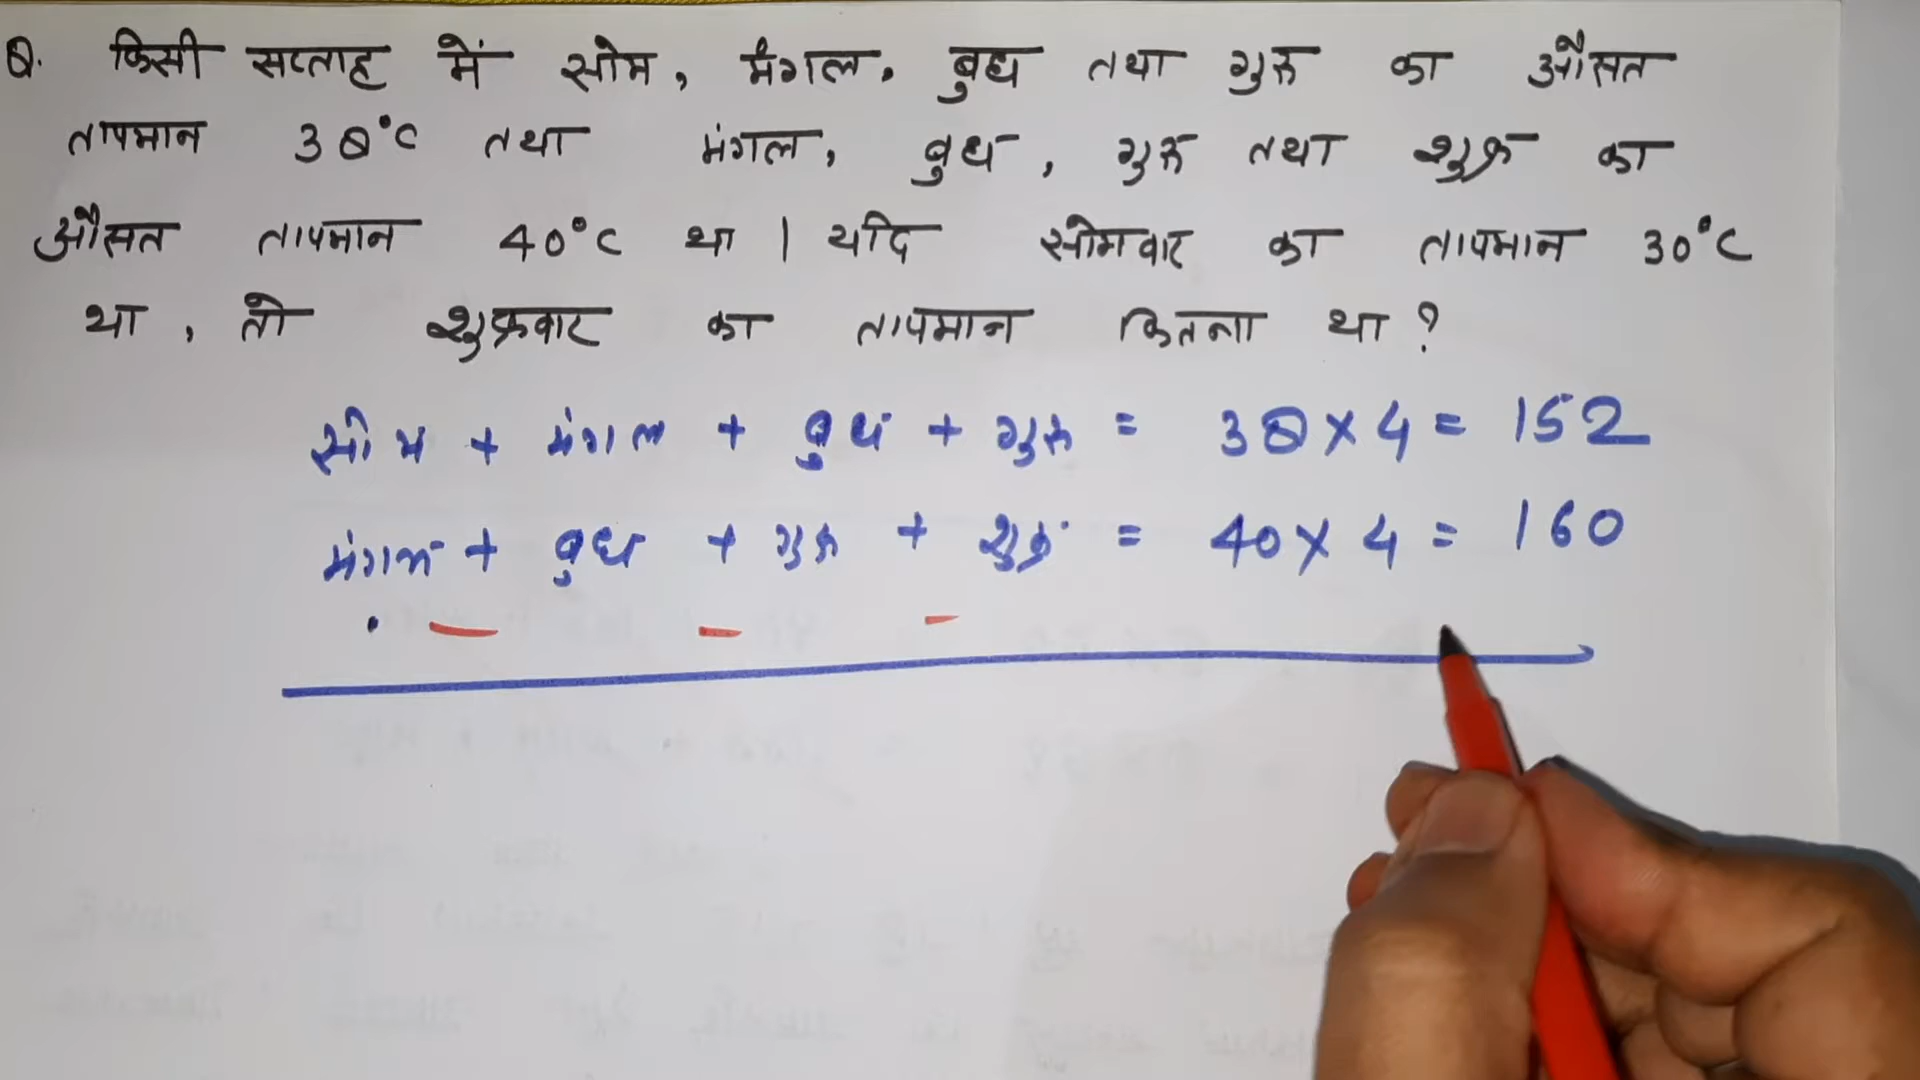 Q. किसी सप्ताह में सोम, मंगल, बुध तथा गुरु का औसत
तापमान 38°C तथा मंगल, बुध, गुरु तथा शुक्र का
औसत तापमान 40°C था | यदि सोमवार का तापमान 30°C
था, तो शुक्रवार का तापमान कितना था?
सोम + मंगल + बुध + गुरु = 38×4 = 152
मंगल + बुध + गुरु + शुक्र = 40×4 = 160